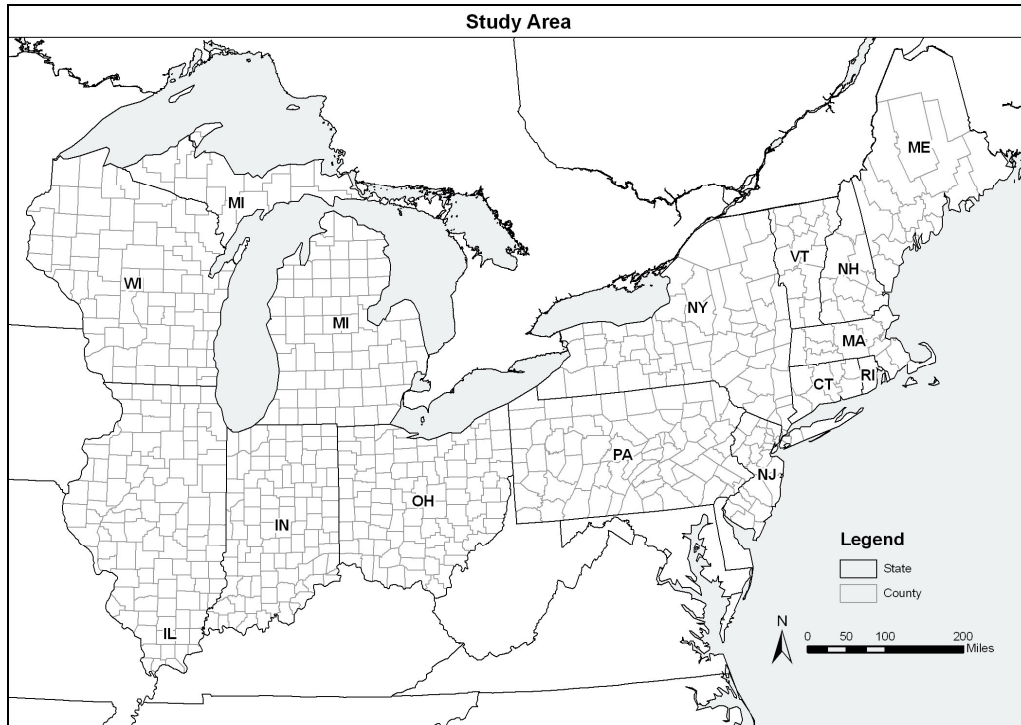 Study Area
ME
MI
VT
NH
WI
NY
MI
MA
RI
CT
PA
NJ
OH
IN
Legend
State
County
IL
N
0 50 100 200
Miles